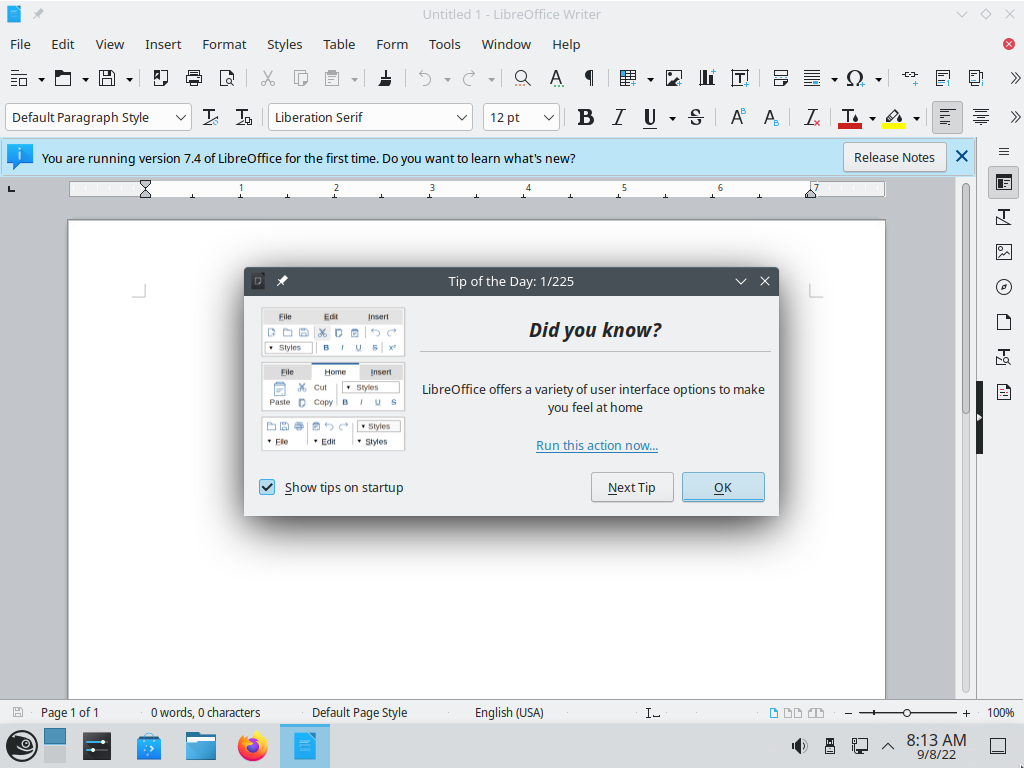 Untitled 1 - LibreOffice Writer
File Edit View Insert Format Styles Table Form Tools Window Help
Default Paragraph Style Liberation Serif 12 pt
You are running version 7.4 of LibreOffice for the first time. Do you want to learn what's new? Release Notes
1 2 3 4 5 6 7
Tip of the Day: 1/225
File Edit Insert
Styles B I U S x²
File Home Insert
Cut Styles
Paste Copy B I U S
Styles
File Edit Styles
Did you know?
LibreOffice offers a variety of user interface options to make
you feel at home
Run this action now...
Show tips on startup Next Tip OK
Page 1 of 1 0 words, 0 characters Default Page Style English (USA) 100%
8:13 AM
9/8/22